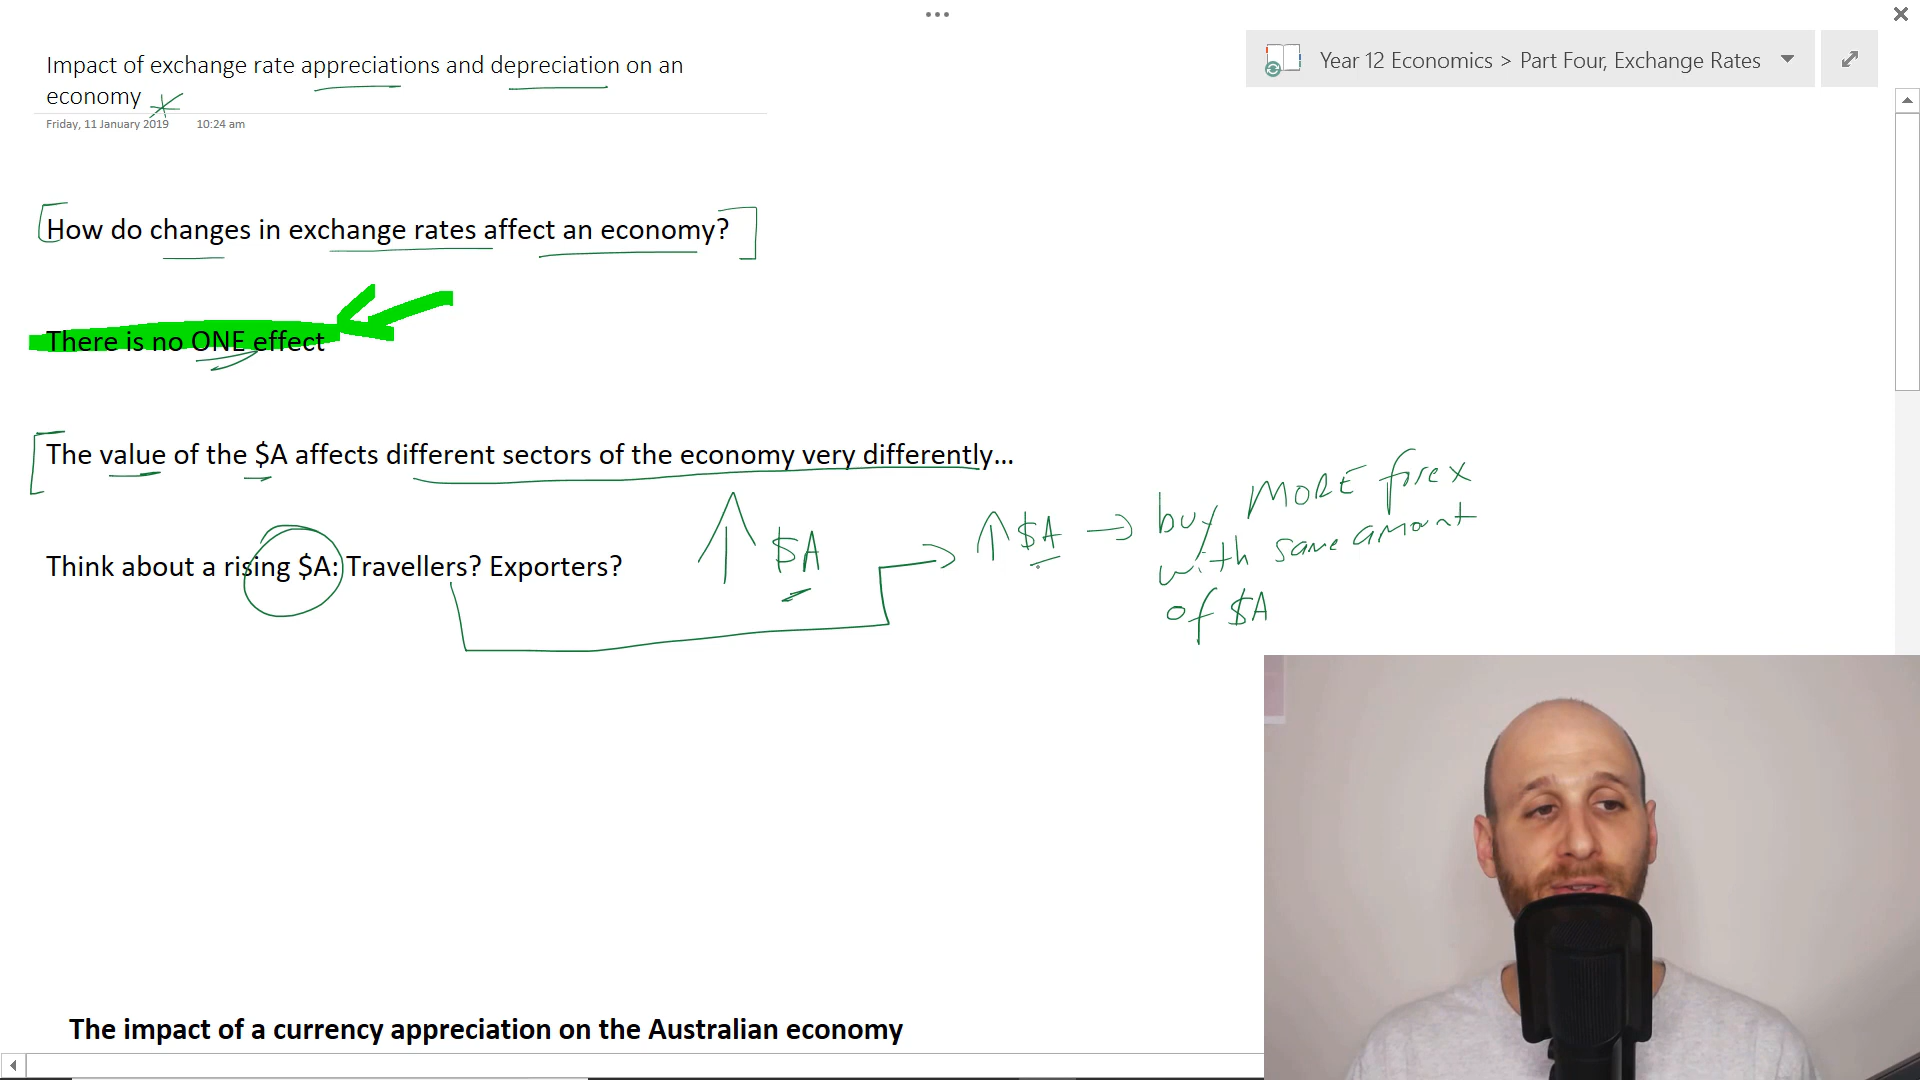 Impact of exchange rate appreciations and depreciation on an
economy
Friday, 11 January 2019 10:24 am
Year 12 Economics > Part Four, Exchange Rates
How do changes in exchange rates affect an economy?
There is no ONE effect
The value of the $A affects different sectors of the economy very differently...
Think about a rising $A: Travellers? Exporters?
$A
$A
buy MORE forex
with same amount
of $A
The impact of a currency appreciation on the Australian economy